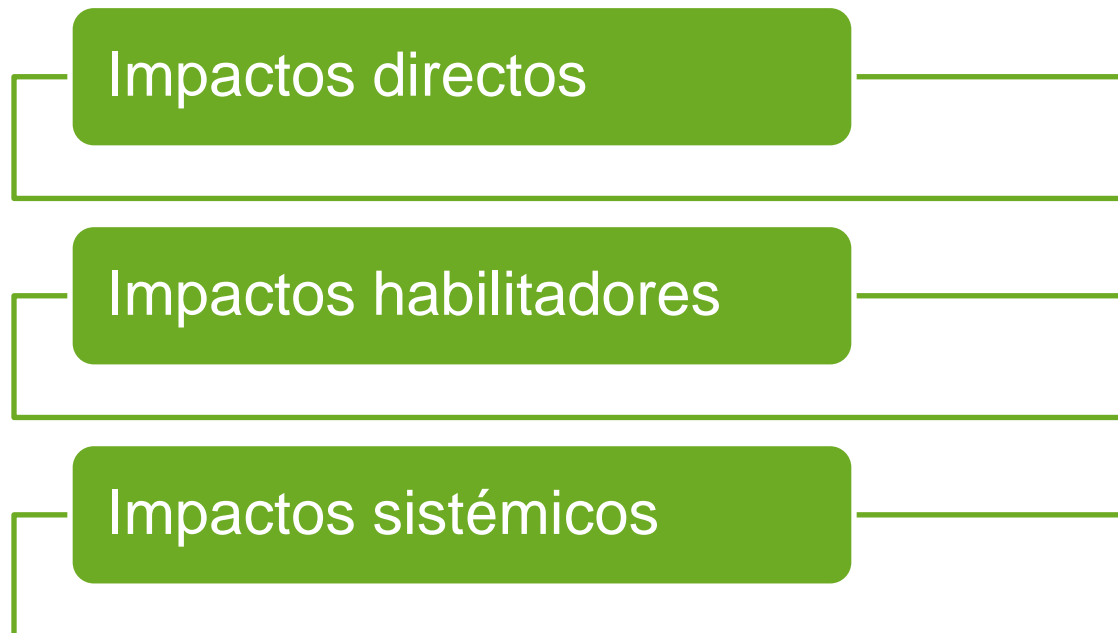 Impactos directos
Impactos habilitadores
Impactos sistémicos